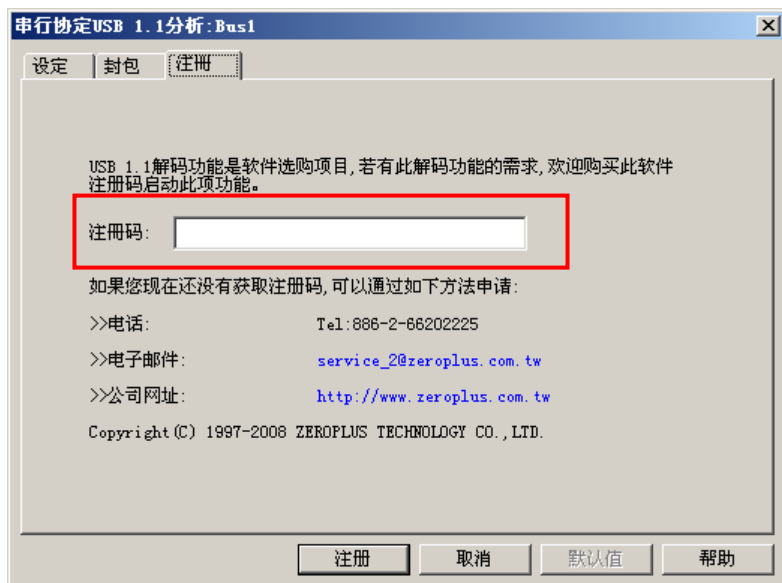 串行协定USB 1.1分析:Bus1
设定 封包 注册
USB 1.1解码功能是软件选购项目,若有此解码功能的需求,欢迎购买此软件
注册码启动此项功能。
注册码:
如果您现在还没有获取注册码,可以通过如下方法申请:
>>电话: Tel:886-2-66202225
>>电子邮件: service_2@zeroplus.com.tw
>>公司网址: http://www.zeroplus.com.tw
Copyright(C) 1997-2008 ZEROPLUS TECHNOLOGY CO.,LTD.
注册 取消 默认值 帮助